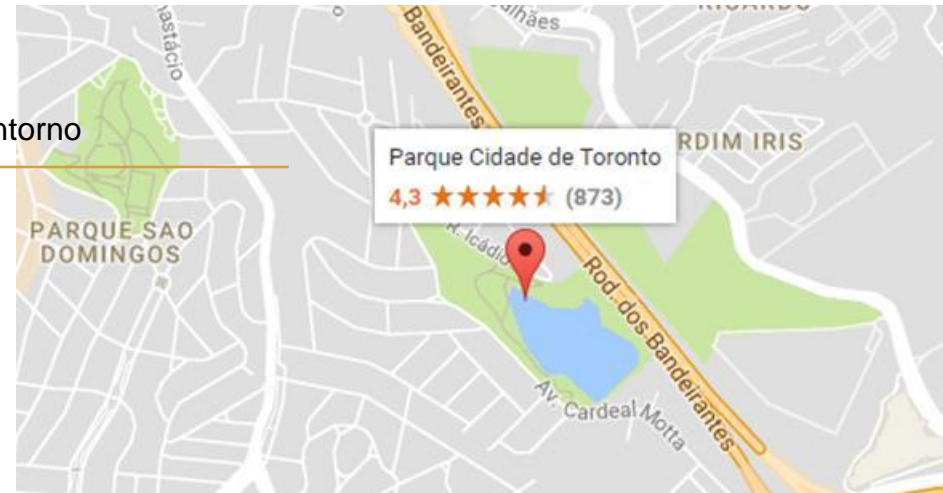 Bandeirantes
ntorno
Parque Cidade de Toronto
4,3 ★★★★★ (873)
RDIM IRIS
PARQUE SAO
DOMINGOS
R. Icádio
Rod. dos Bandeirantes
Av. Cardeal Motta